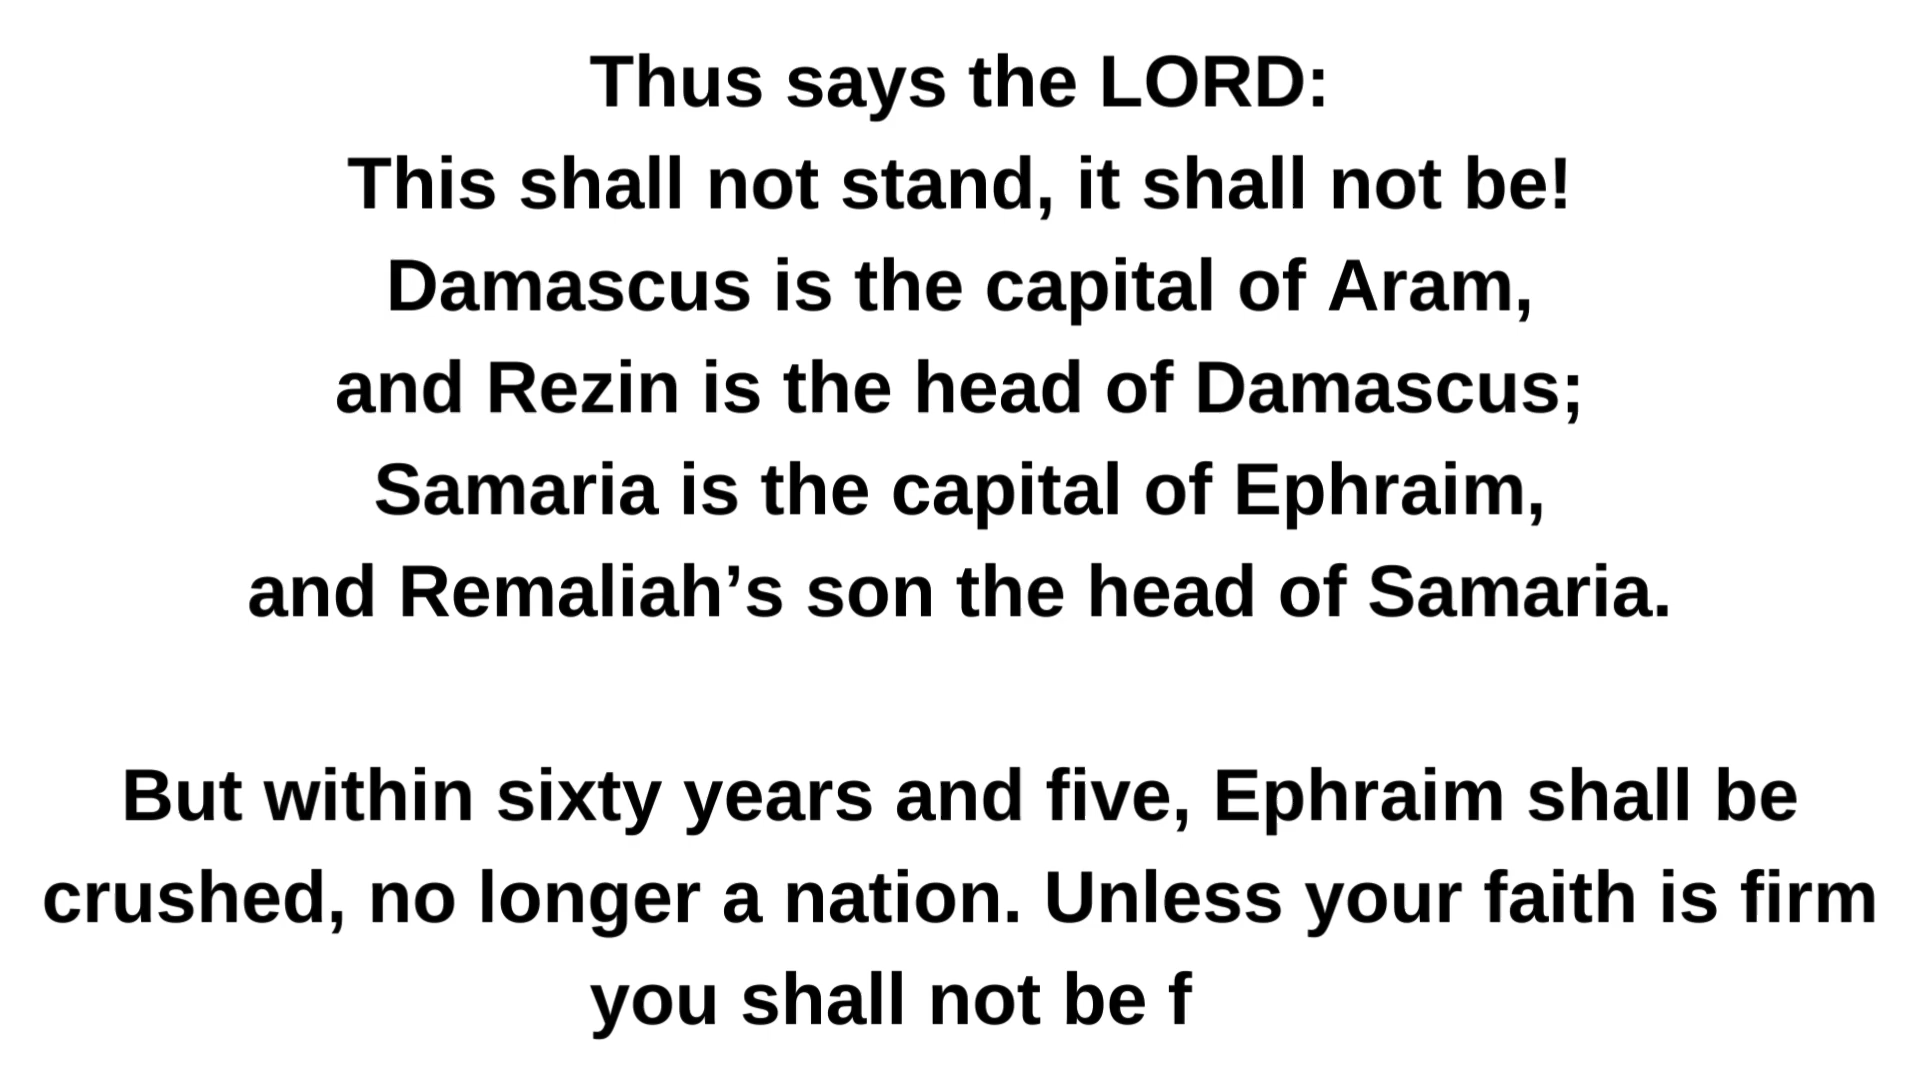 Thus says the LORD:
This shall not stand, it shall not be!
Damascus is the capital of Aram,
and Rezin is the head of Damascus;
Samaria is the capital of Ephraim,
and Remaliah’s son the head of Samaria.
But within sixty years and five, Ephraim shall be
crushed, no longer a nation. Unless your faith is firm
you shall not be f